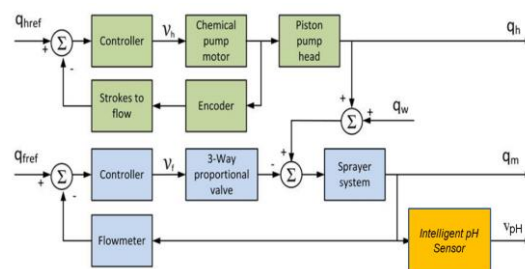 q_href
Σ
+
-
Controller
V_h
Chemical
pump
motor
Piston
pump
head
q_h
Strokes to
flow
Encoder
+
+
Σ
q_w
q_fref
Σ
+
-
Controller
V_f
3-Way
proportional
valve
-
+
Σ
Sprayer
system
q_m
Flowmeter
Intelligent pH
Sensor
V_pH